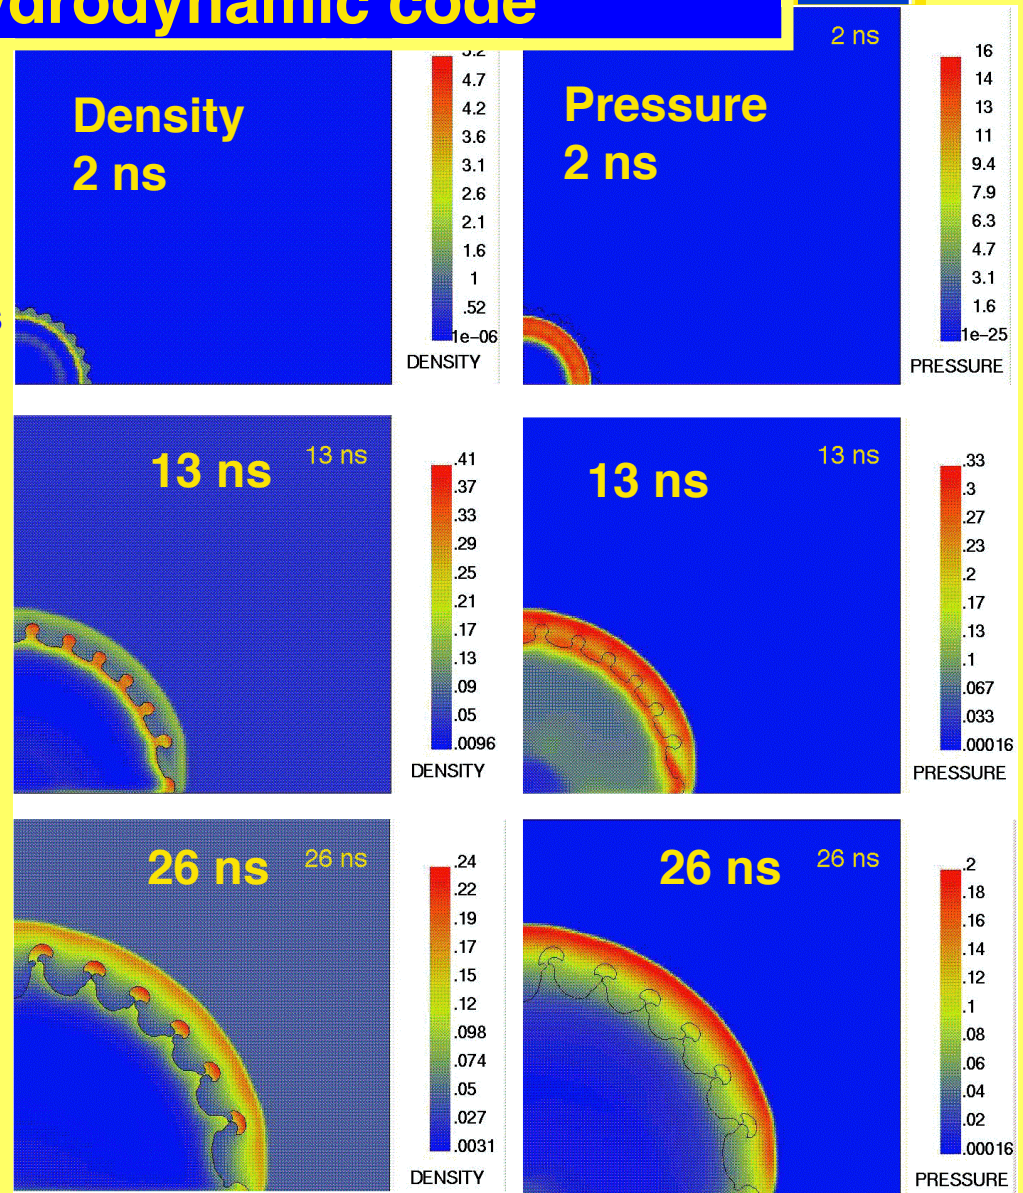 ydrodynamic code
2 ns
Density
2 ns
5.2
4.7
4.2
3.6
3.1
2.6
2.1
1.6
1
.52
1e−06
DENSITY
Pressure
2 ns
16
14
13
11
9.4
7.9
6.3
4.7
3.1
1.6
1e−25
PRESSURE
13 ns
13 ns
.41
.37
.33
.29
.25
.21
.17
.13
.09
.05
.0096
DENSITY
13 ns
13 ns
.33
.3
.27
.23
.2
.17
.13
.1
.067
.033
.00016
PRESSURE
26 ns
26 ns
.24
.22
.19
.17
.15
.12
.098
.074
.05
.027
.0031
DENSITY
26 ns
26 ns
.2
.18
.16
.14
.12
.1
.08
.06
.04
.02
.00016
PRESSURE